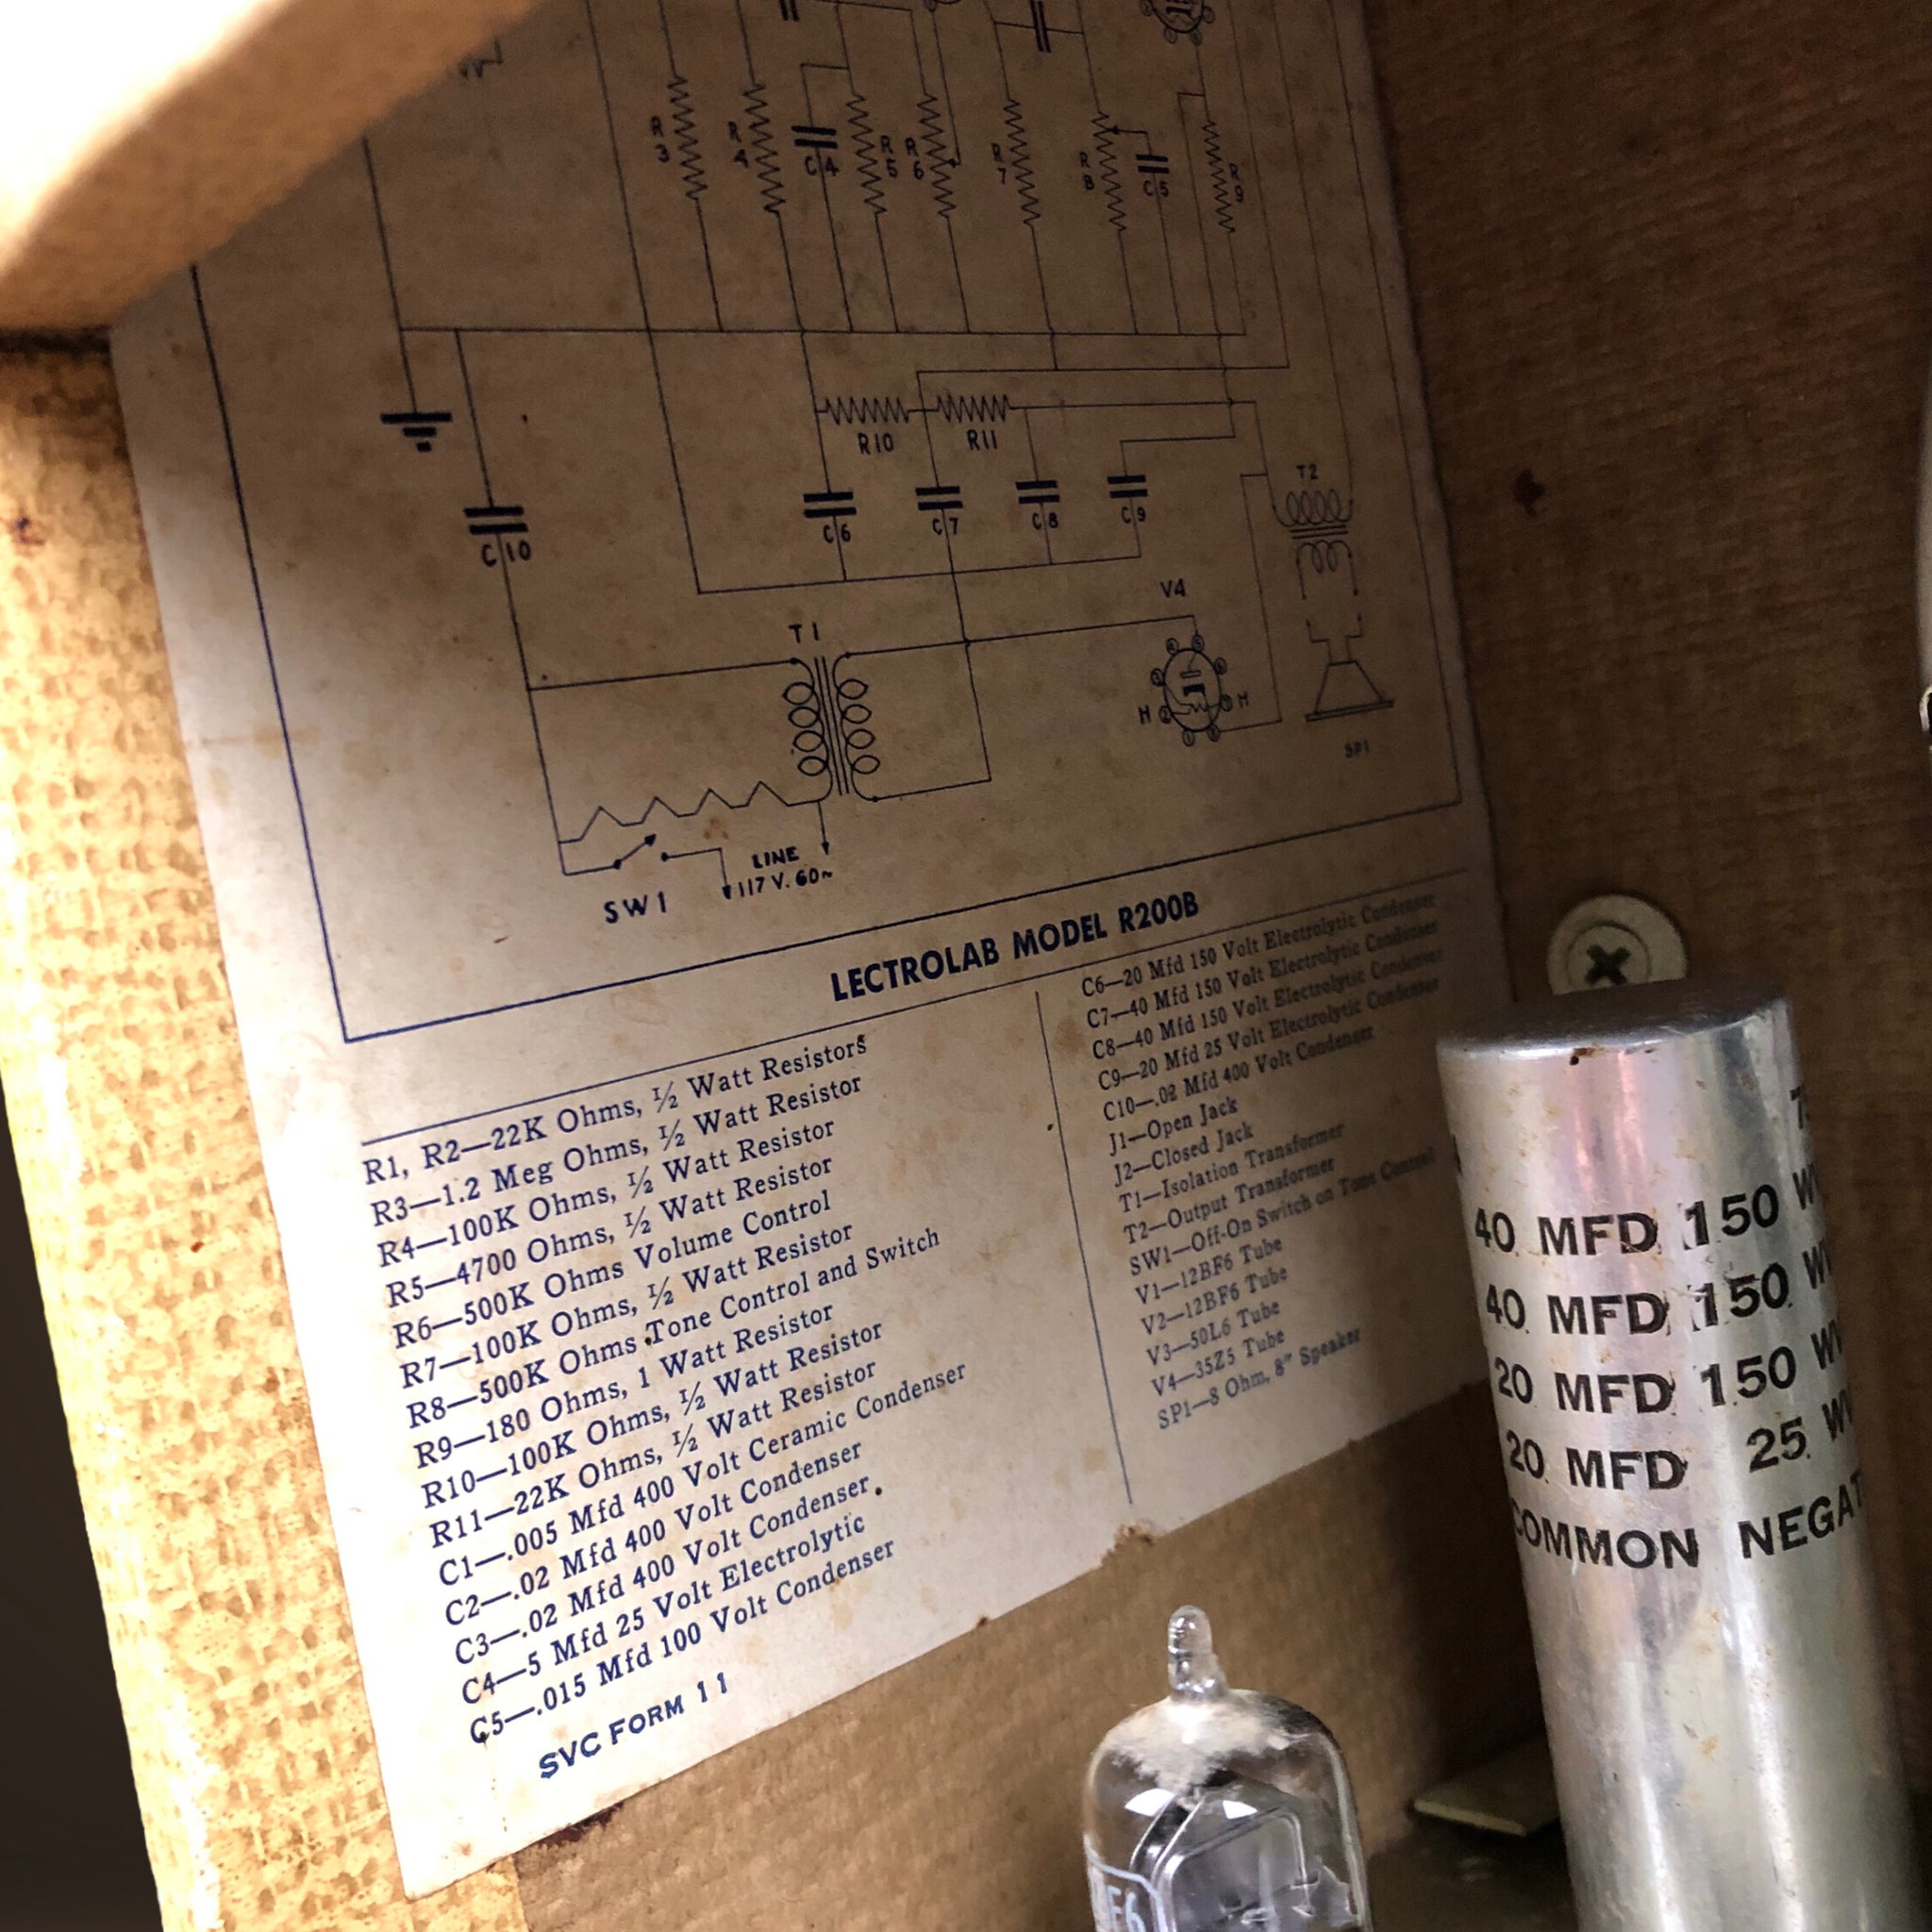 R3
R4
C4
R5
R6
R7
R8
C5
R9
R10
R11
C10
C6
C7
C8
C9
T2
T1
V4
H
H
SP1
SW1
LINE
117 V. 60~
LECTROLAB MODEL R200B
R1, R2—22K Ohms, ½ Watt Resistors
R3—1.2 Meg Ohms, ½ Watt Resistor
R4—100K Ohms, ½ Watt Resistor
R5—4700 Ohms, ½ Watt Resistor
R6—500K Ohms Volume Control
R7—100K Ohms, ½ Watt Resistor
R8—500K Ohms Tone Control and Switch
R9—180 Ohms, 1 Watt Resistor
R10—100K Ohms, ½ Watt Resistor
R11—22K Ohms, ½ Watt Resistor
C1—.005 Mfd 400 Volt Ceramic Condenser
C2—.02 Mfd 400 Volt Condenser
C3—.02 Mfd 400 Volt Condenser
C4—5 Mfd 25 Volt Electrolytic
C5—.015 Mfd 100 Volt Condenser
C6—20 Mfd 150 Volt Electrolytic Condenser
C7—40 Mfd 150 Volt Electrolytic Condenser
C8—40 Mfd 150 Volt Electrolytic Condenser
C9—20 Mfd 25 Volt Electrolytic Condenser
C10—.02 Mfd 400 Volt Condenser
J1—Open Jack
J2—Closed Jack
T1—Isolation Transformer
T2—Output Transformer
SW1—Off-On Switch on Tone Control
V1—12BF6 Tube
V2—12BF6 Tube
V3—50L6 Tube
V4—35Z5 Tube
SP1—8 Ohm, 8" Speaker
SVC FORM 11
40 MFD 150 W
40 MFD 150 W
20 MFD 150 W
20 MFD 25 W
COMMON NEGAT
F6